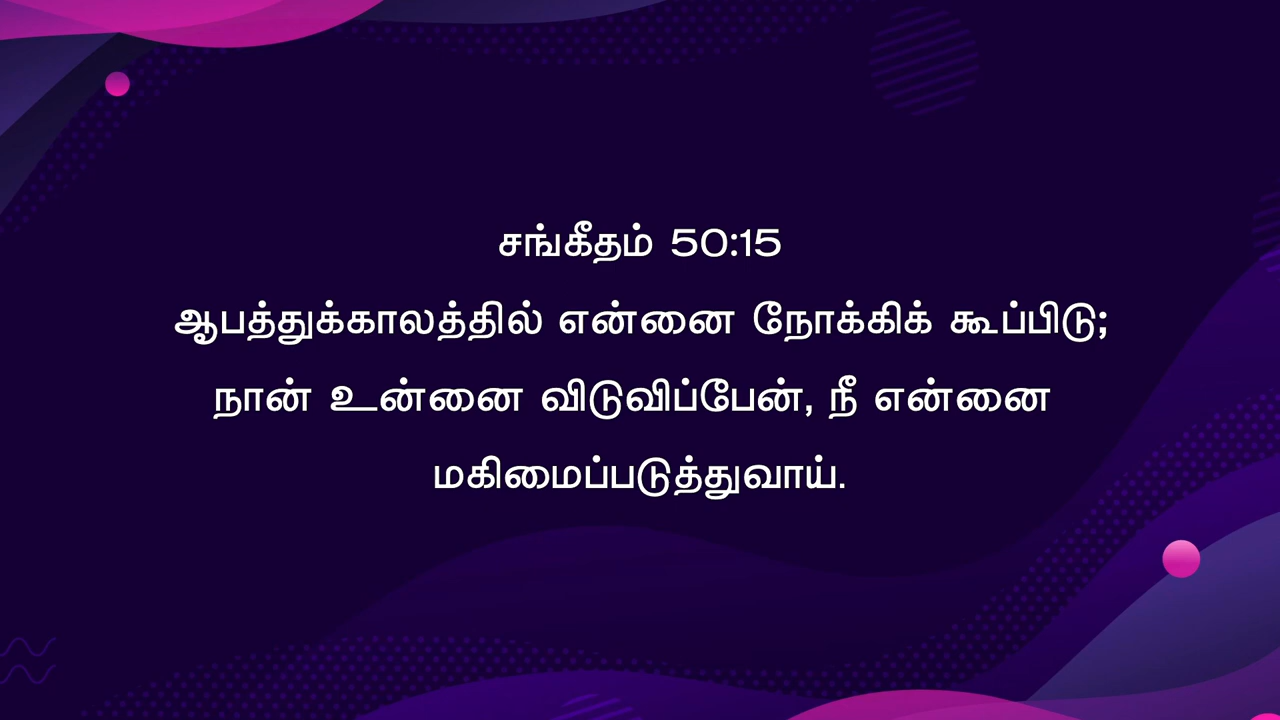 சங்கீதம் 50:15
ஆபத்துக்காலத்தில் என்னை நோக்கிக் கூப்பிடு;
நான் உன்னை விடுவிப்பேன், நீ என்னை
மகிமைப்படுத்துவாய்.